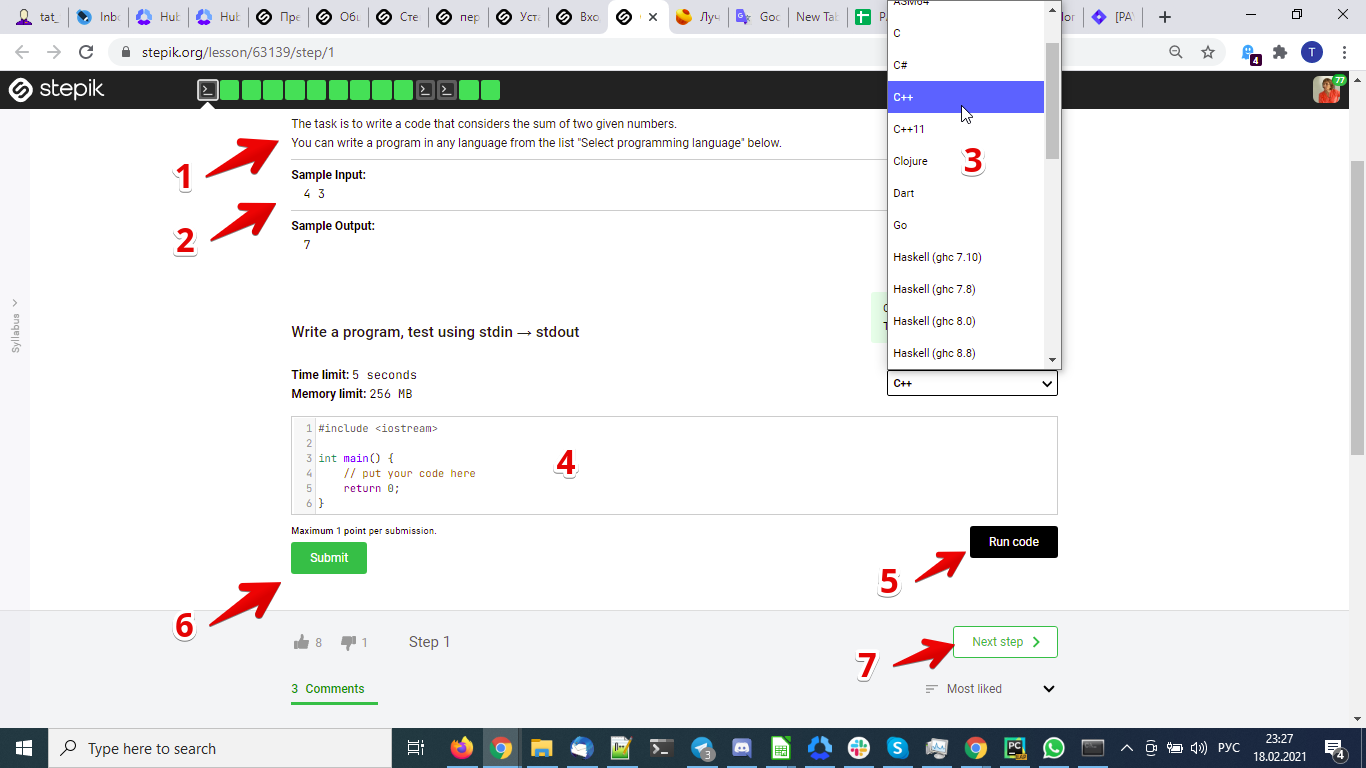 tat_
Inbo
Hub
Hub
Пре
Обы
Сте
пер
Уста
Вхо
Луч
Goo
New Tab
[PAY
stepik.org/lesson/63139/step/1
4
T
stepik
77
ASM64
C
C#
C++
C++11
Clojure
Dart
Go
Haskell (ghc 7.10)
Haskell (ghc 7.8)
Haskell (ghc 8.0)
Haskell (ghc 8.8)
C++
The task is to write a code that considers the sum of two given numbers.
You can write a program in any language from the list "Select programming language" below.
1
Sample Input:
4 3
2
Sample Output:
7
3
Syllabus
Write a program, test using stdin → stdout
Time limit: 5 seconds
Memory limit: 256 MB
1 #include <iostream>
2
3 int main() {
4 // put your code here
5 return 0;
6 }
4
Maximum 1 point per submission.
Submit
Run code
5
6
8
1
Step 1
Next step
7
3 Comments
Most liked
Type here to search
3
РУС
23:27
18.02.2021
4